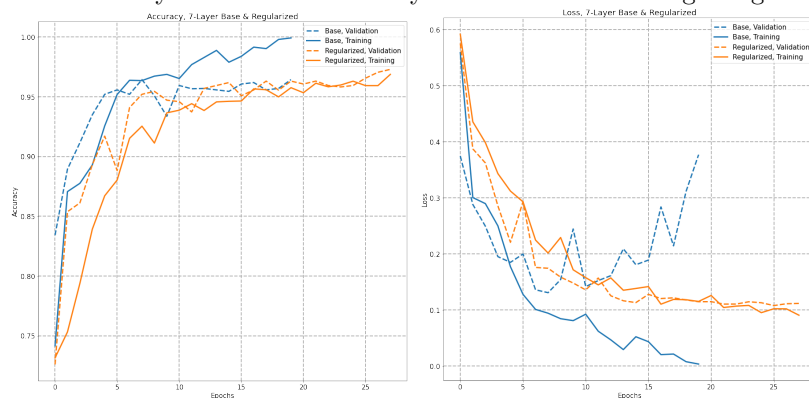 Accuracy, 7-Layer Base & Regularized
Base, Validation
Base, Training
Regularized, Validation
Regularized, Training
1.00
0.95
0.90
0.85
0.80
0.75
Accuracy
0 5 10 15 20 25
Epochs
Loss, 7-Layer Base & Regularized
Base, Validation
Base, Training
Regularized, Validation
Regularized, Training
0.6
0.5
0.4
0.3
0.2
0.1
0.0
Loss
0 5 10 15 20 25
Epochs